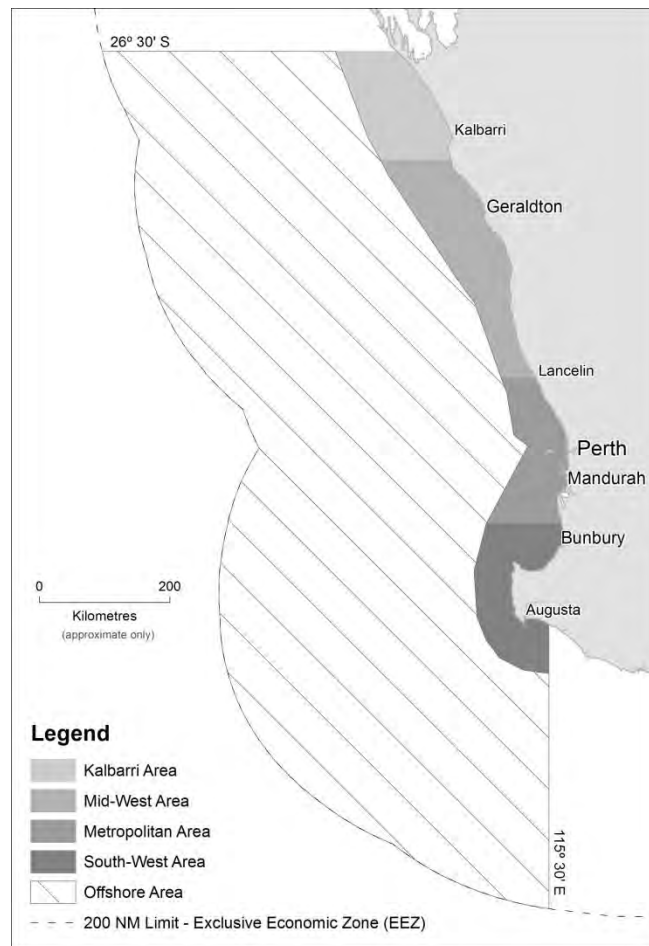 26º 30' S
Kalbarri
Geraldton
Lancelin
Perth
Mandurah
Bunbury
Augusta
0 200
Kilometres
(approximate only)
Legend
Kalbarri Area
Mid-West Area
Metropolitan Area
South-West Area
Offshore Area
200 NM Limit - Exclusive Economic Zone (EEZ)
115º 30' E